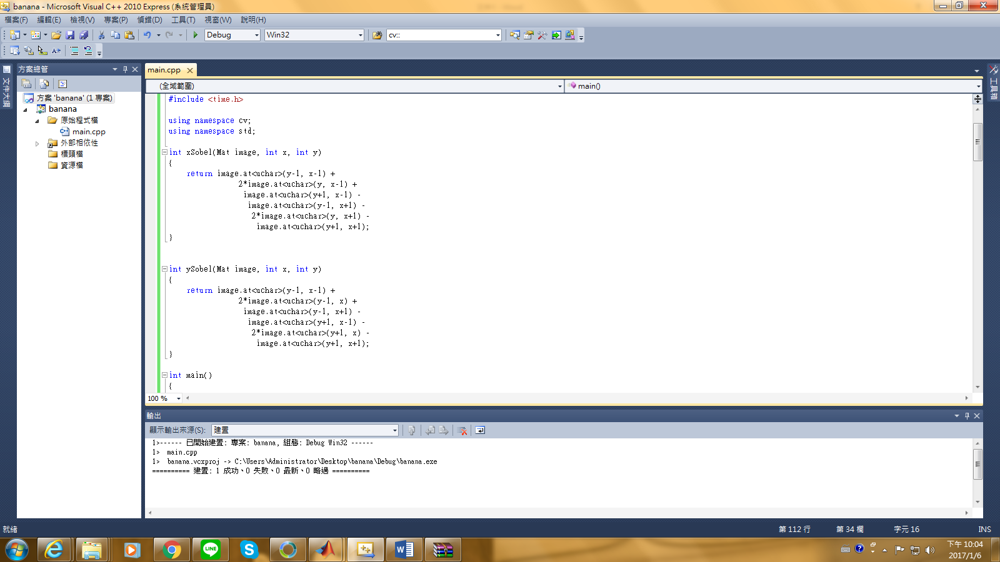 banana - Microsoft Visual C++ 2010 Express (系統管理員)
檔案(F) 編輯(E) 檢視(V) 專案(P) 偵錯(D) 工具(T) 視窗(W) 說明(H)
Debug Win32 cv::
文件大綱
方案總管
方案 'banana' (1 專案)
banana
原始程式檔
main.cpp
外部相依性
標頭檔
資源檔
main.cpp
(全域範圍) main()
#include <time.h>
using namespace cv;
using namespace std;
int xSobel(Mat image, int x, int y)
{
return image.at<uchar>(y-1, x-1) +
2*image.at<uchar>(y, x-1) +
image.at<uchar>(y+1, x-1) -
image.at<uchar>(y-1, x+1) -
2*image.at<uchar>(y, x+1) -
image.at<uchar>(y+1, x+1);
}
int ySobel(Mat image, int x, int y)
{
return image.at<uchar>(y-1, x-1) +
2*image.at<uchar>(y-1, x) +
image.at<uchar>(y-1, x+1) -
image.at<uchar>(y+1, x-1) -
2*image.at<uchar>(y+1, x) -
image.at<uchar>(y+1, x+1);
}
int main()
{
100 %
工具箱
輸出
顯示輸出來源(S): 建置
1>------ 已開始建置: 專案: banana, 組態: Debug Win32 ------
1> main.cpp
1> banana.vcxproj -> C:\Users\Administrator\Desktop\banana\Debug\banana.exe
========== 建置: 1 成功、0 失敗、0 最新、0 略過 ==========
就緒 第 112 行 第 34 欄 字元 16 INS
LINE
下午 10:04
2017/1/6